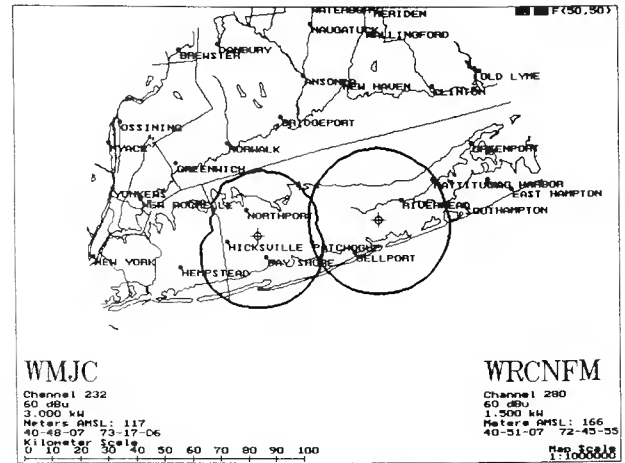 F(50,50)
WATERBURY
MERIDEN
NAUGATUCK
WALLINGFORD
DANBURY
BREWSTER
ANSONIA
NEW HAVEN
OLD LYME
CLINTON
BRIDGEPORT
OSSINING
NYACK
NORWALK
GREENWICH
GREENPORT
YONKERS
NEW ROCHELLE
MATTITUCK
SAG HARBOR
EAST HAMPTON
RIVERHEAD
SOUTHAMPTON
NORTHPORT
HICKSVILLE
PATCHOGUE
NEW YORK
HEMPSTEAD
BAY SHORE
BELLPORT
WMJC
Channel 232
60 dBu
3.000 kW
Meters AMSL: 117
40-48-07 73-17-06
Kilometer Scale
0 10 20 30 40 50 60 70 80 90 100
WRCNFM
Channel 280
60 dBu
1.500 kW
Meters AMSL: 166
40-51-07 72-45-55
Map Scale
1:1000000